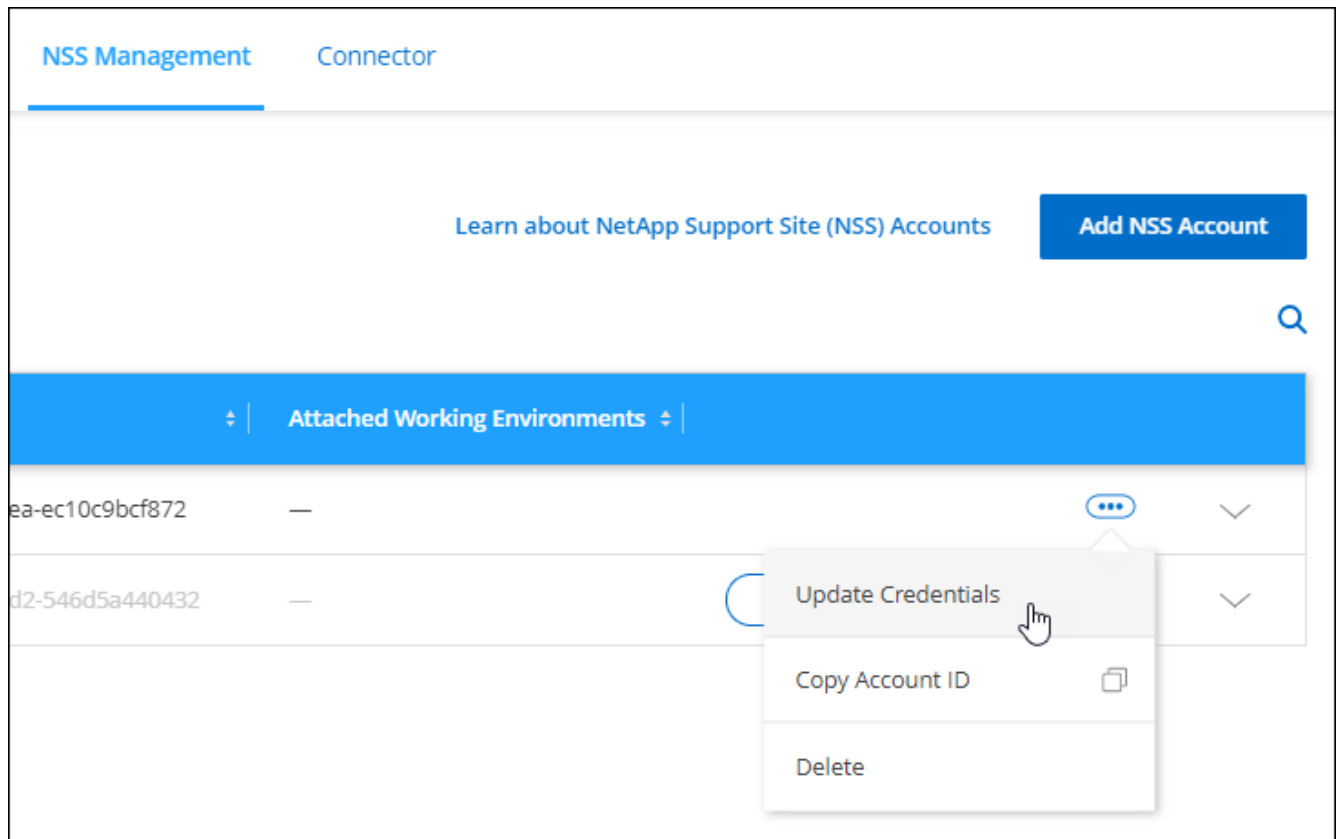 NSS Management Connector
Learn about NetApp Support Site (NSS) Accounts Add NSS Account
Attached Working Environments
ea-ec10c9bcf872 —
d2-546d5a440432 —
Update Credentials
Copy Account ID
Delete